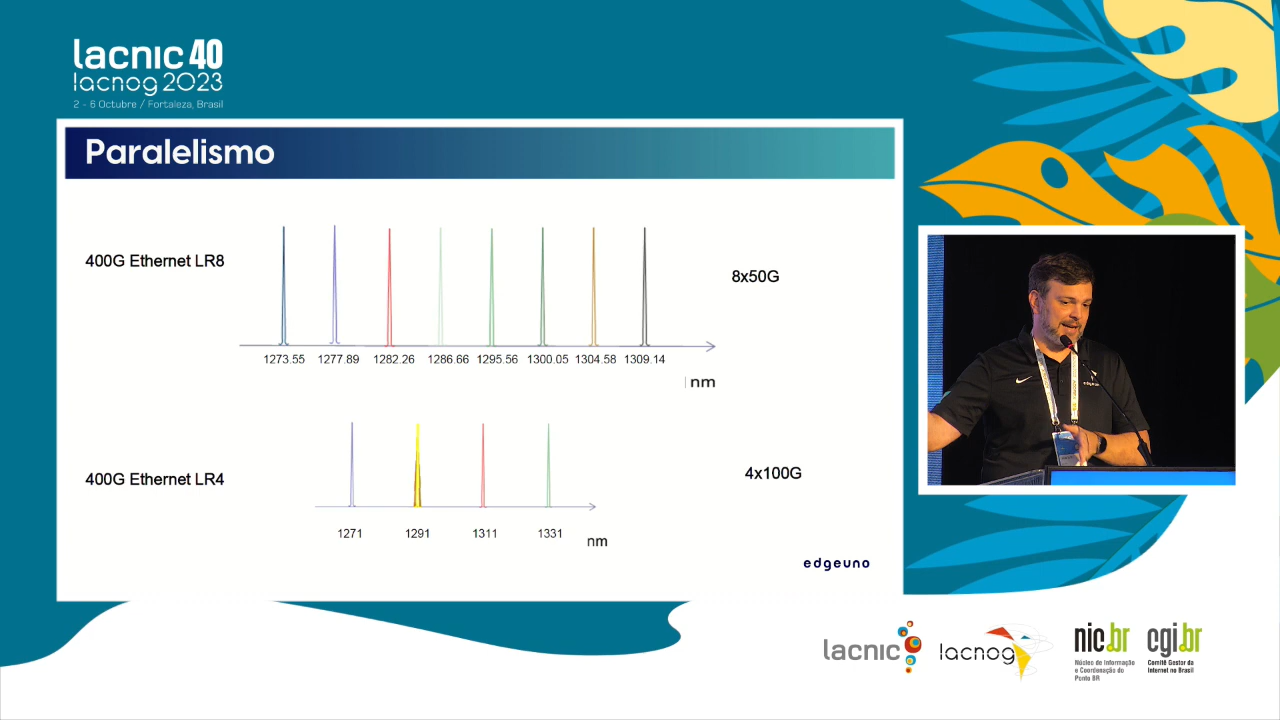 lacnic 40
lacnog 2023
2 - 6 Octubre / Fortaleza, Brasil
Paralelismo
400G Ethernet LR8
8x50G
1273.55 1277.89 1282.26 1286.66 1295.56 1300.05 1304.58 1309.14
nm
400G Ethernet LR4
4x100G
1271 1291 1311 1331
nm
edgeuno
edgeuno
lacnic
lacnog
nic.br
Núcleo de Informação
e Coordenação do
Ponto BR
cgi.br
Comitê Gestor da
Internet no Brasil